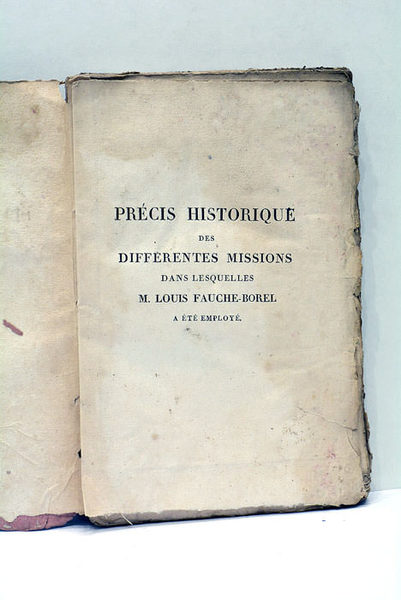 PRÉCIS HISTORIQUE
DES
DIFFÉRENTES MISSIONS
DANS LESQUELLES
M. LOUIS FAUCHE-BOREL
A ÉTÉ EMPLOYÉ.